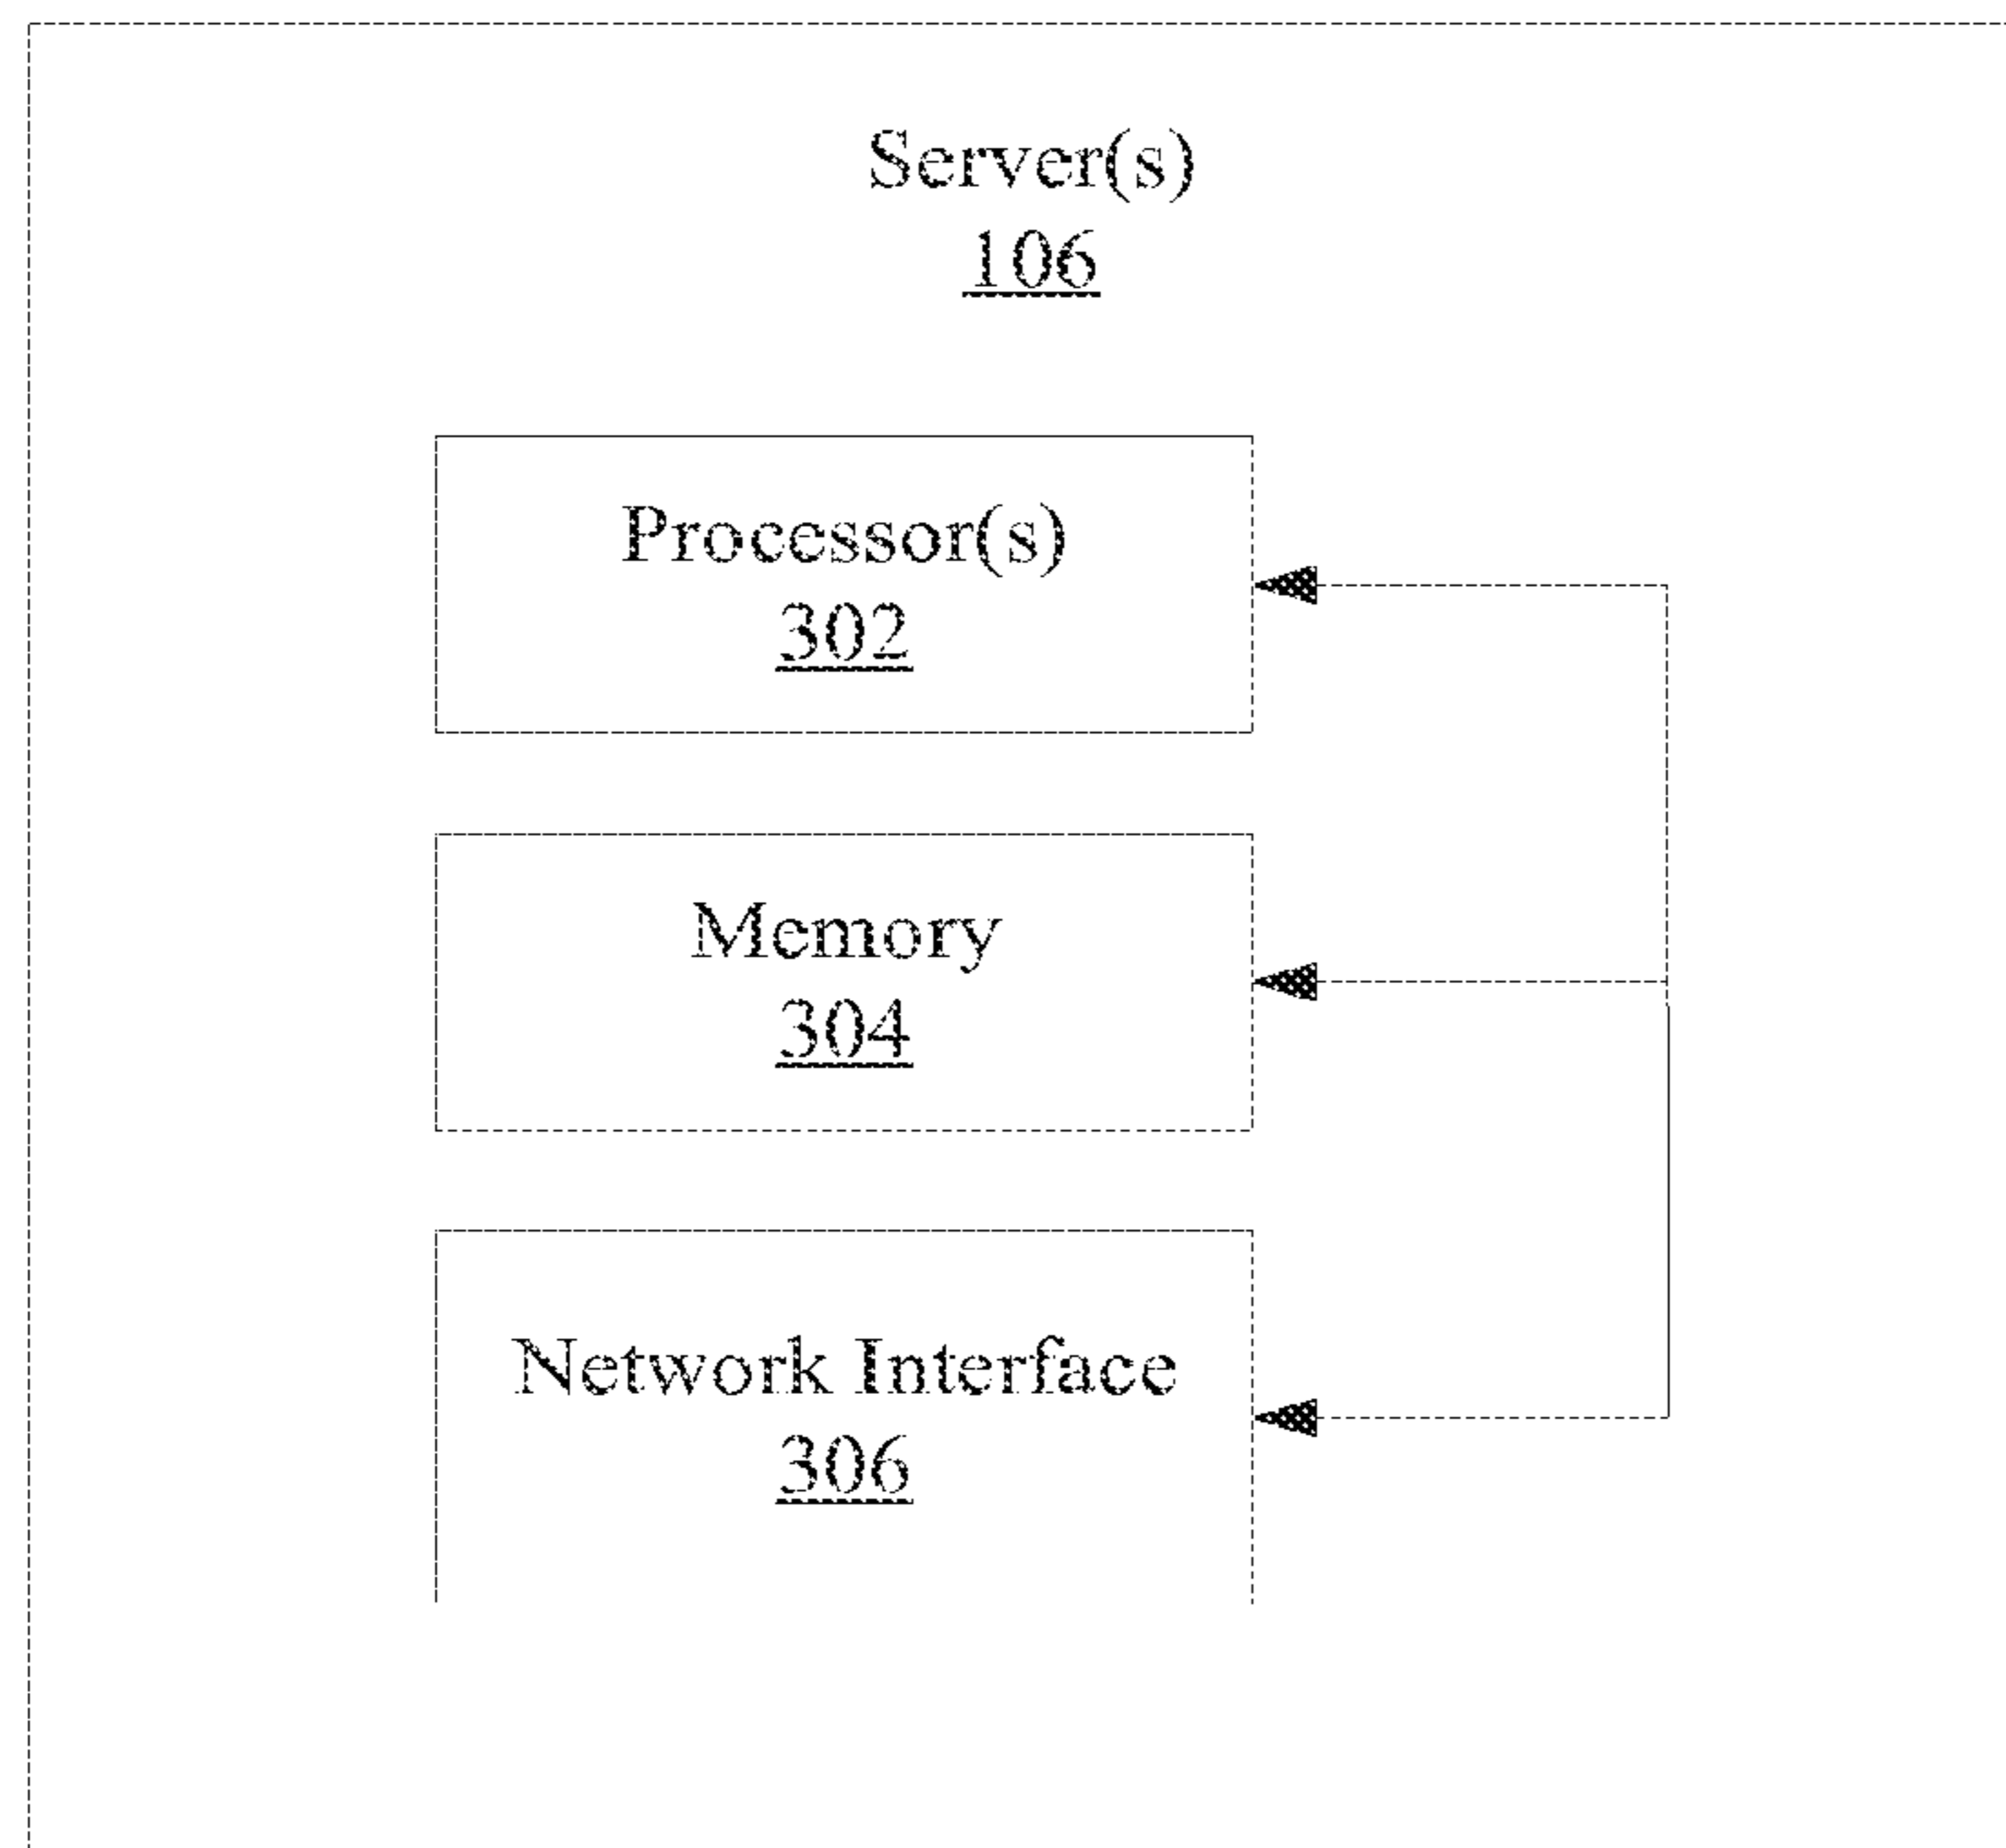 Server(s)
106
Processor(s)
302
Memory
304
Network Interface
306